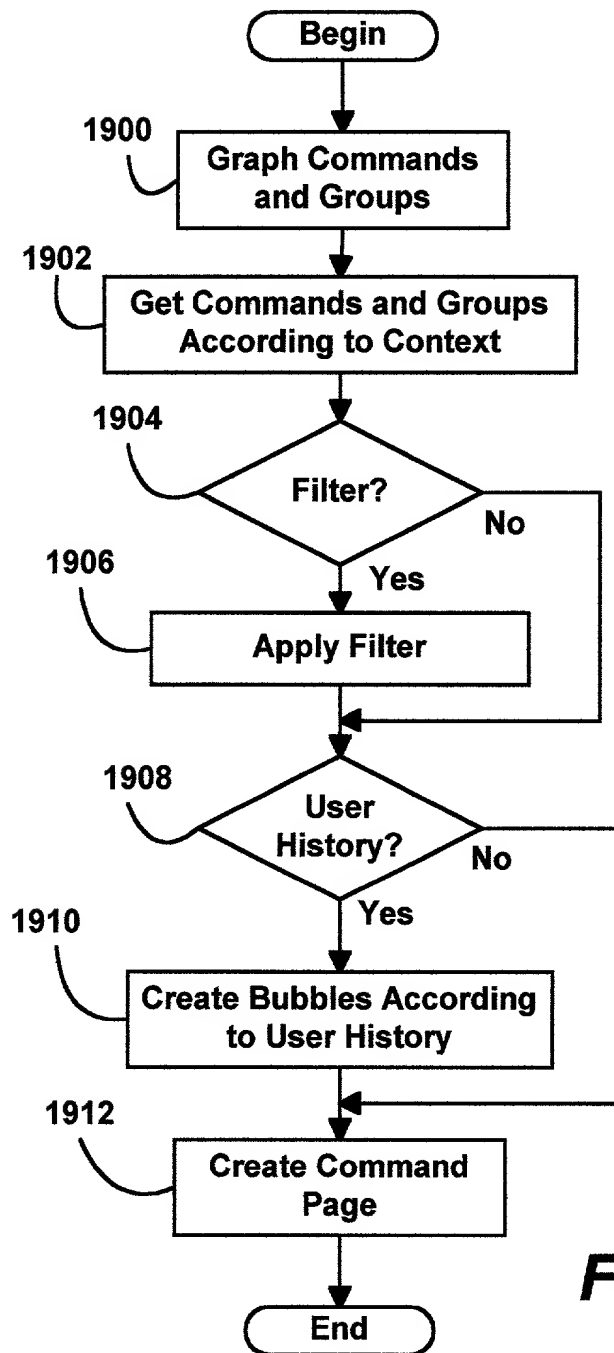 Begin
1900
Graph Commands
and Groups
1902
Get Commands and Groups
According to Context
1904
Filter?
No
Yes
1906
Apply Filter
1908
User
History?
No
Yes
1910
Create Bubbles According
to User History
1912
Create Command
Page
F
End